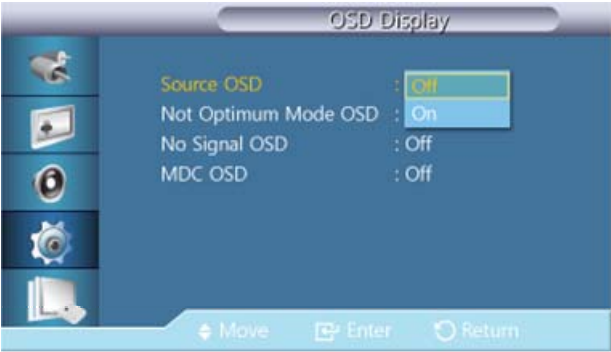 OSD Display
Source OSD : Off
Not Optimum Mode OSD : On
No Signal OSD : Off
MDC OSD : Off
Move Enter Return